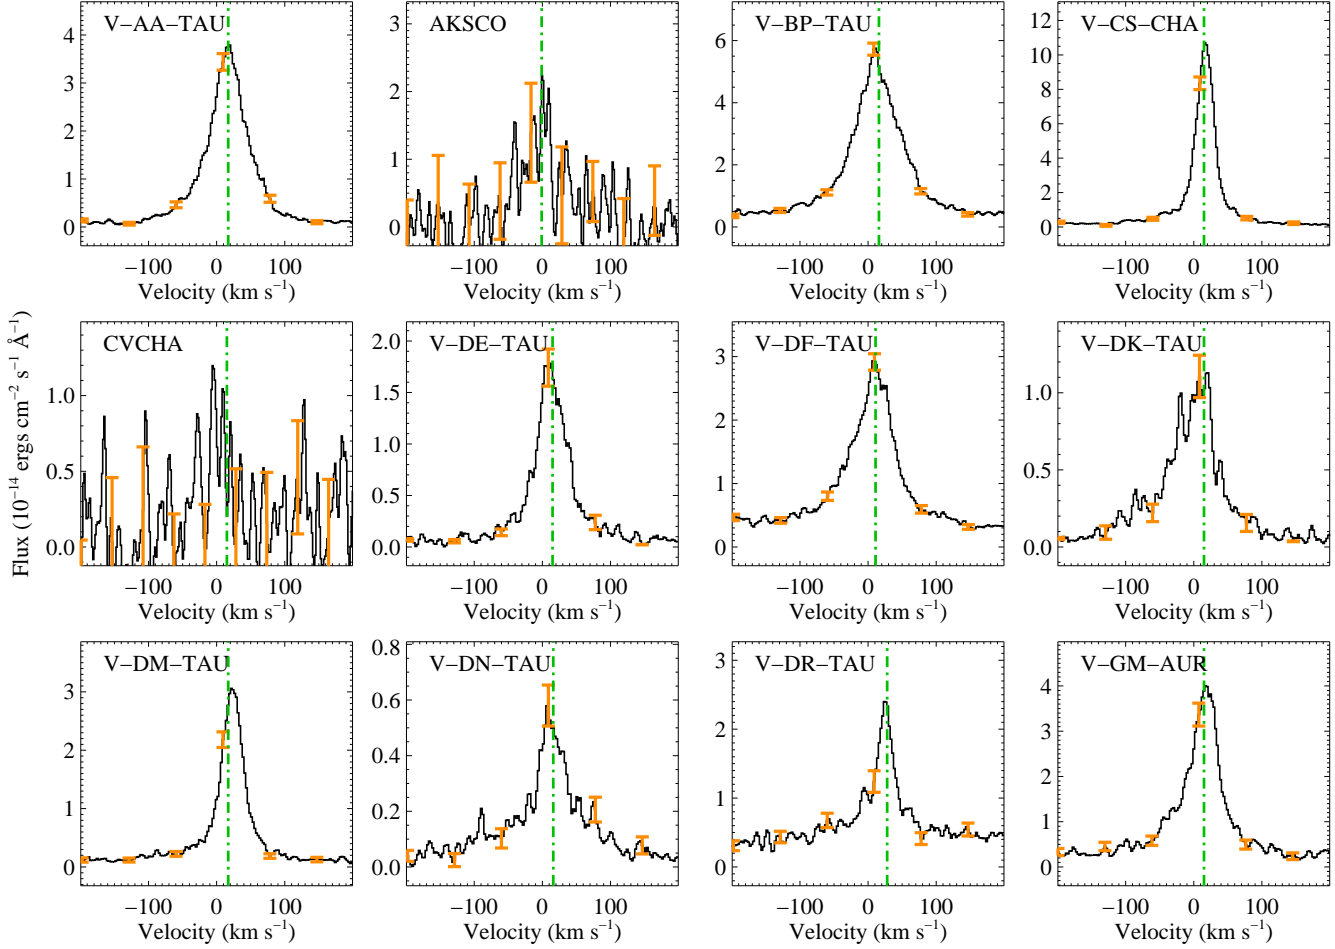 V−AA−TAU
AKSCO
V−BP−TAU
V−CS−CHA
4
3
2
1
0
3
2
1
0
6
4
2
0
12
10
8
6
4
2
0
−100 0 100
−100 0 100
−100 0 100
−100 0 100
Velocity (km s⁻¹)
Velocity (km s⁻¹)
Velocity (km s⁻¹)
Velocity (km s⁻¹)
Flux (10⁻¹⁴ ergs cm⁻² s⁻¹ Å⁻¹)
CVCHA
V−DE−TAU
V−DF−TAU
V−DK−TAU
1.0
0.5
0.0
2.0
1.5
1.0
0.5
0.0
3
2
1
0
1.0
0.5
0.0
−100 0 100
−100 0 100
−100 0 100
−100 0 100
Velocity (km s⁻¹)
Velocity (km s⁻¹)
Velocity (km s⁻¹)
Velocity (km s⁻¹)
V−DM−TAU
V−DN−TAU
V−DR−TAU
V−GM−AUR
3
2
1
0
0.8
0.6
0.4
0.2
0.0
3
2
1
0
4
3
2
1
0
−100 0 100
−100 0 100
−100 0 100
−100 0 100
Velocity (km s⁻¹)
Velocity (km s⁻¹)
Velocity (km s⁻¹)
Velocity (km s⁻¹)